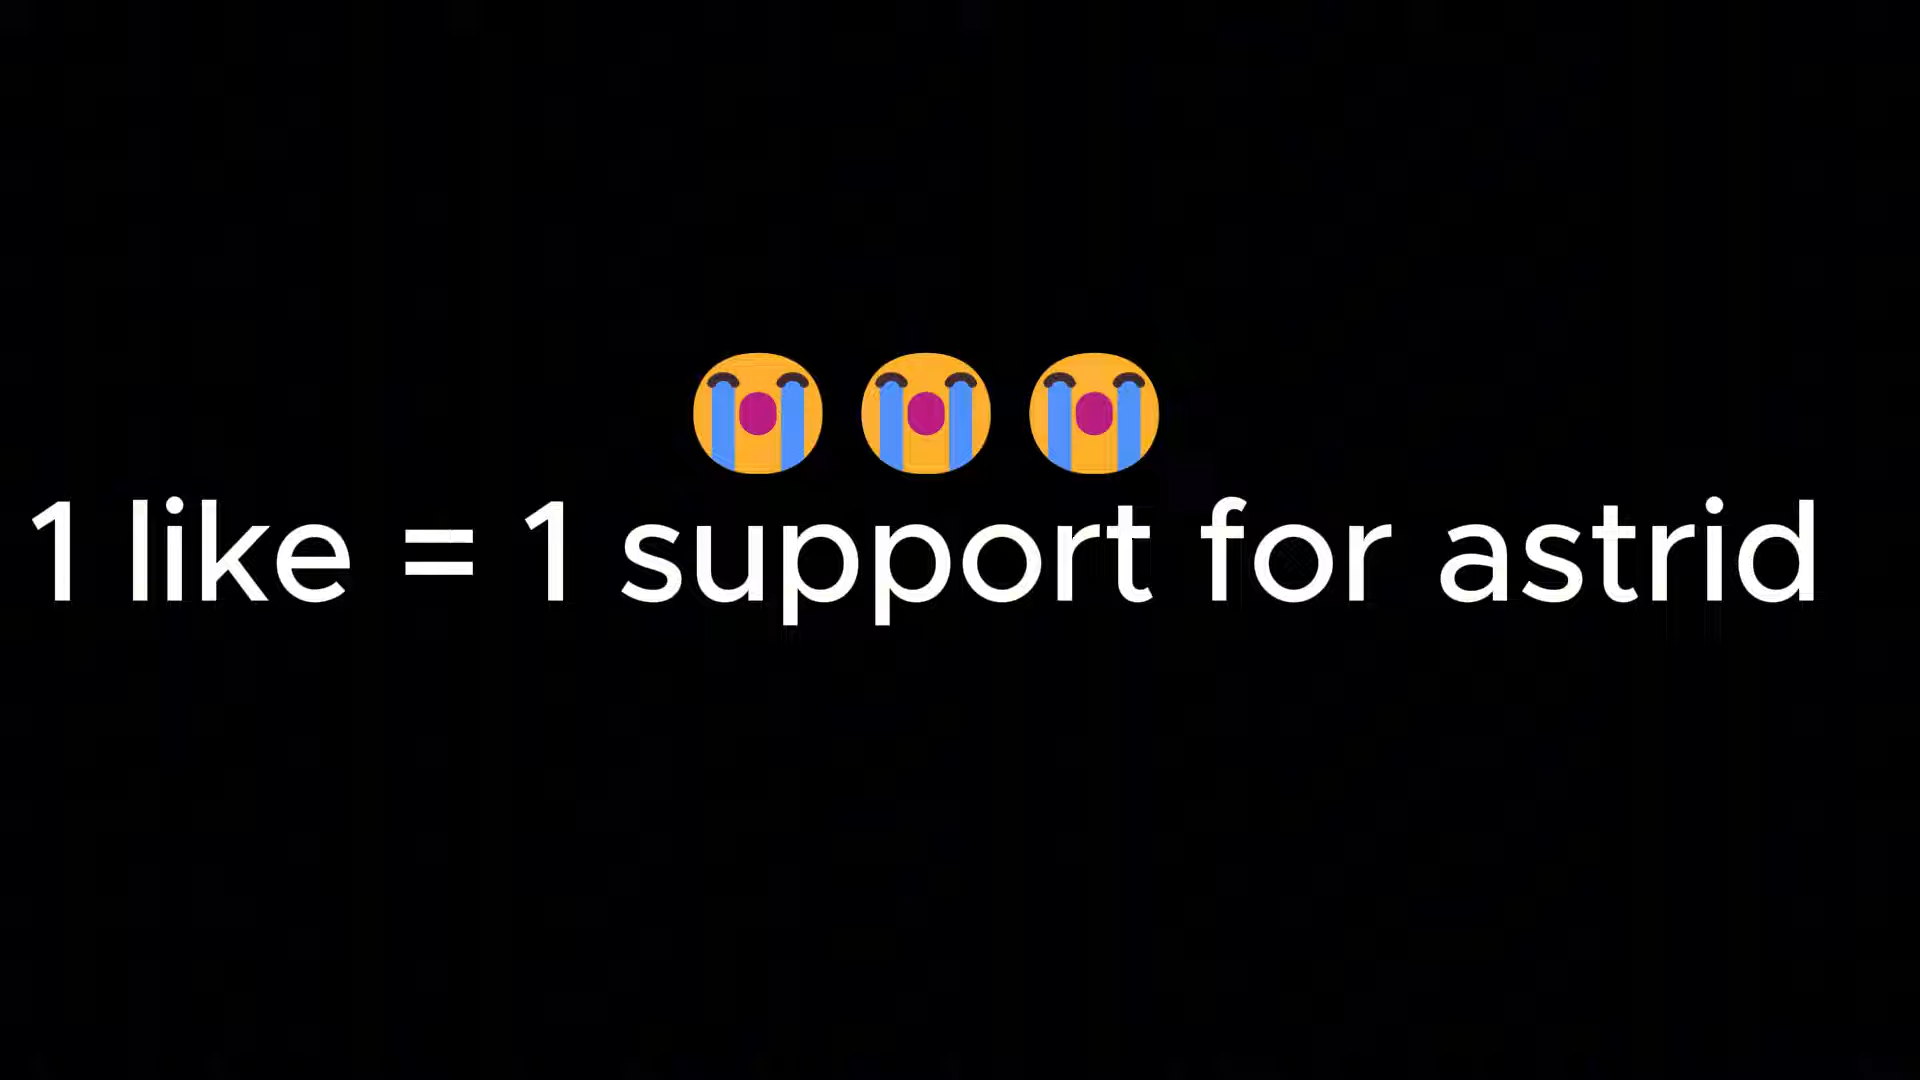 😭😭😭
1 like = 1 support for astrid